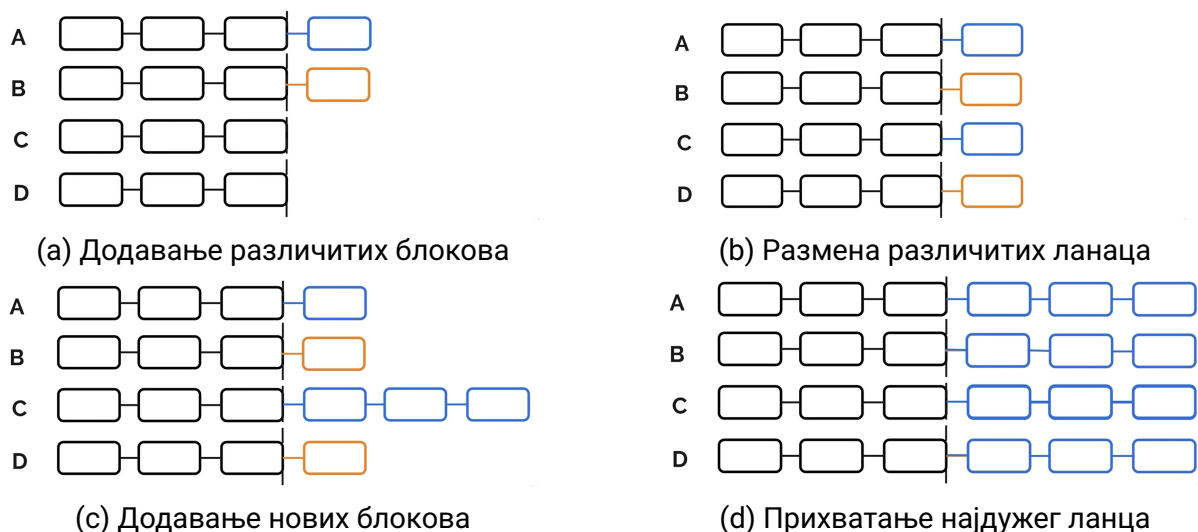 A
B
C
D
(a) Додавање различитих блокова
A
B
C
D
(b) Размена различитих ланаца
A
B
C
D
(c) Додавање нових блокова
A
B
C
D
(d) Прихватање најдужег ланца